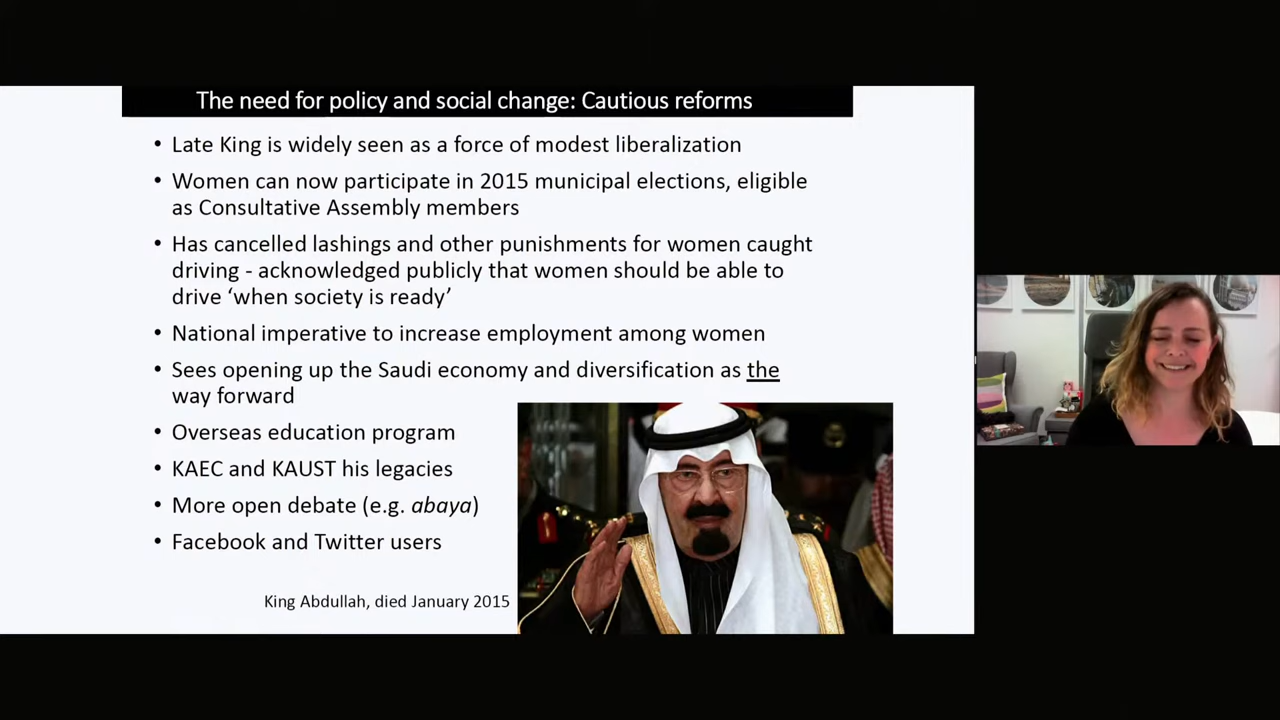 The need for policy and social change: Cautious reforms
• Late King is widely seen as a force of modest liberalization
• Women can now participate in 2015 municipal elections, eligible
as Consultative Assembly members
• Has cancelled lashings and other punishments for women caught
driving - acknowledged publicly that women should be able to
drive ‘when society is ready’
• National imperative to increase employment among women
• Sees opening up the Saudi economy and diversification as the
way forward
• Overseas education program
• KAEC and KAUST his legacies
• More open debate (e.g. abaya)
• Facebook and Twitter users
King Abdullah, died January 2015